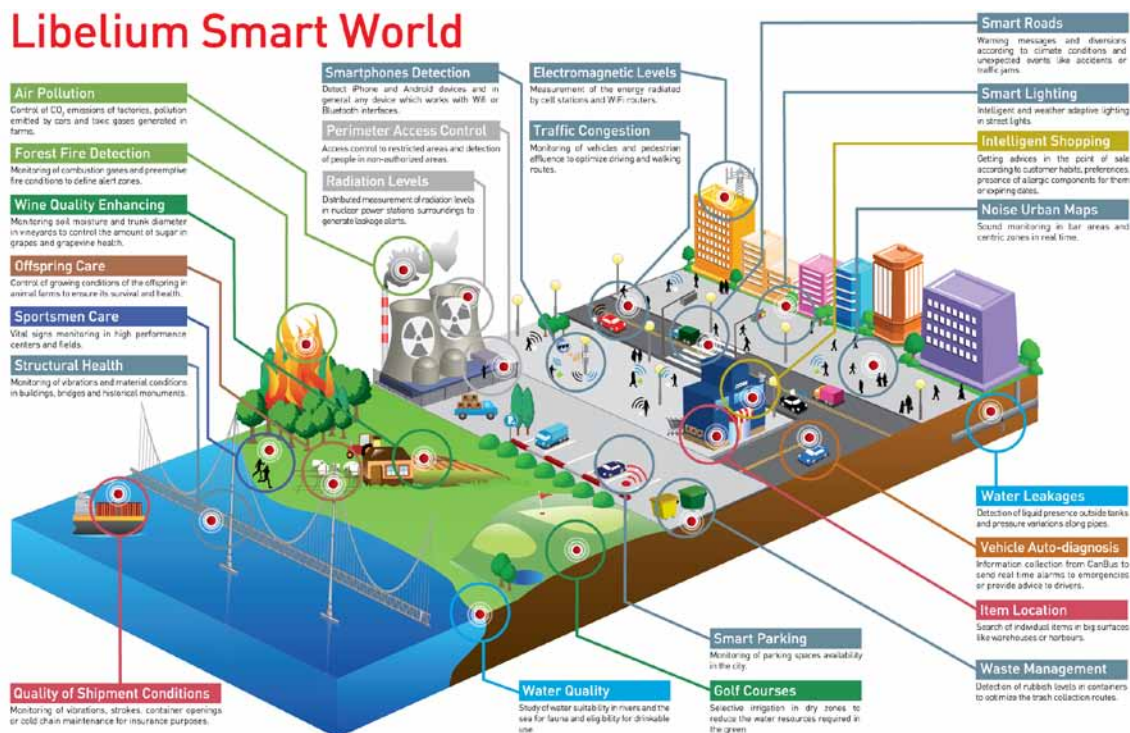 Libelium Smart World
Air Pollution
Control of CO₂ emissions of factories, pollution
emitted by cars and toxic gases generated in
farms.
Forest Fire Detection
Monitoring of combustion gases and preemptive
fire conditions to define alert zones.
Wine Quality Enhancing
Monitoring soil moisture and trunk diameter
in vineyards to control the amount of sugar in
grapes and grapevine health.
Offspring Care
Control of growing conditions of the offspring in
animal farms to ensure its survival and health.
Sportsmen Care
Vital signs monitoring in high performance
centers and fields.
Structural Health
Monitoring of vibrations and material conditions
in buildings, bridges and historical monuments.
Quality of Shipment Conditions
Monitoring of vibrations, strokes, container openings
or cold chain maintenance for insurance purposes.
Smartphones Detection
Detect iPhone and Android devices and in
general any device which works with Wifi or
Bluetooth interfaces.
Perimeter Access Control
Access control to restricted areas and detection
of people in non-authorized areas.
Radiation Levels
Distributed measurement of radiation levels
in nuclear power stations surroundings to
generate leakage alerts.
Electromagnetic Levels
Measurement of the energy radiated
by cell stations and WiFi routers.
Traffic Congestion
Monitoring of vehicles and pedestrian
affluence to optimize driving and walking
routes.
Smart Roads
Warning messages and diversions
according to climate conditions and
unexpected events like accidents or
traffic jams.
Smart Lighting
Intelligent and weather adaptive lighting
in street lights.
Intelligent Shopping
Getting advices in the point of sale
according to customer habits, preferences,
presence of allergic components for them
or expiring dates.
Noise Urban Maps
Sound monitoring in bar areas and
centric zones in real time.
Water Leakages
Detection of liquid presence outside tanks
and pressure variations along pipes.
Vehicle Auto-diagnosis
Information collection from CanBus to
send real time alarms to emergencies
or provide advice to drivers.
Item Location
Search of individual items in big surfaces
like warehouses or harbours.
Waste Management
Detection of rubbish levels in containers
to optimize the trash collection routes.
Smart Parking
Monitoring of parking spaces availability
in the city.
Golf Courses
Selective irrigation in dry zones to
reduce the water resources required in
the green.
Water Quality
Study of water suitability in rivers and the
sea for fauna and eligibility for drinkable
use.